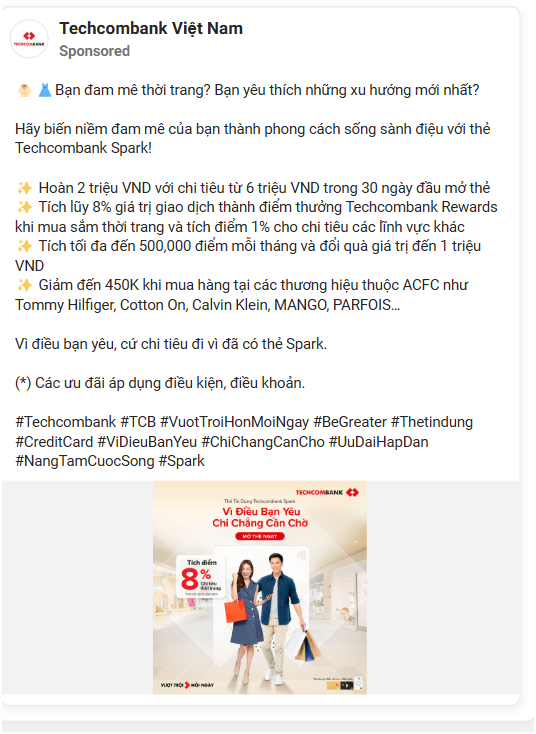 TECHCOMBANK
Techcombank Việt Nam
Sponsored
Bạn đam mê thời trang? Bạn yêu thích những xu hướng mới nhất?
Hãy biến niềm đam mê của bạn thành phong cách sống sành điệu với thẻ
Techcombank Spark!
✨ Hoàn 2 triệu VND với chi tiêu từ 6 triệu VND trong 30 ngày đầu mở thẻ
✨ Tích lũy 8% giá trị giao dịch thành điểm thưởng Techcombank Rewards
khi mua sắm thời trang và tích điểm 1% cho chi tiêu các lĩnh vực khác
✨ Tích tối đa đến 500,000 điểm mỗi tháng và đổi quà giá trị đến 1 triệu
VND
✨ Giảm đến 450K khi mua hàng tại các thương hiệu thuộc ACFC như
Tommy Hilfiger, Cotton On, Calvin Klein, MANGO, PARFOIS...
Vì điều bạn yêu, cứ chi tiêu đi vì đã có thẻ Spark.
(*) Các ưu đãi áp dụng điều kiện, điều khoản.
#Techcombank #TCB #VuotTroiHonMoiNgay #BeGreater #Thetindung
#CreditCard #ViDieuBanYeu #ChiChangCanCho #UuDaiHapDan
#NangTamCuocSong #Spark
TECHCOMBANK
Thẻ Tín Dụng Techcombank Spark
Vì Điều Bạn Yêu
Chi Chẳng Cần Chờ
MỞ THẺ NGAY
Tích điểm
8%
Chi tiêu
thời trang
VƯỢT TRỘI MỖI NGÀY